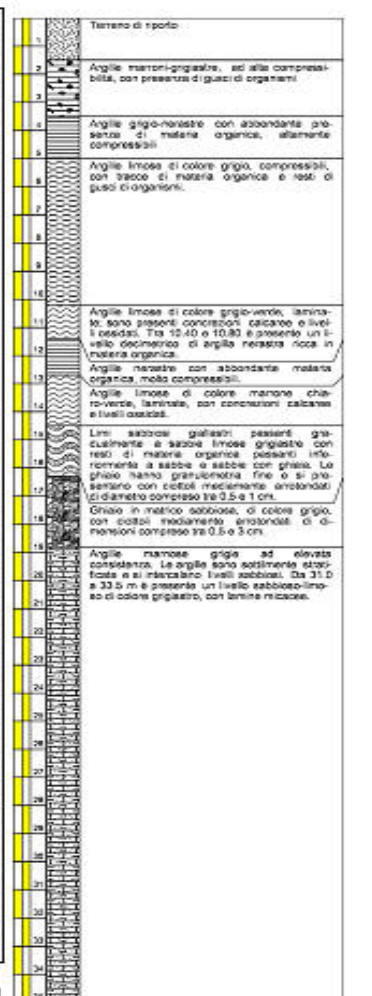 Terreno di riporto
1
2
Argille marroni-grigiastre, ad alta compressi-
bilità, con presenza di gusci di organismi
3
4
Argille grigio-nerastre con abbondante pre-
senza di materia organica, altamente
compressibili
5
Argille limose di colore grigio, compressibili,
con tracce di materia organica e resti di
gusci di organismi.
6
7
8
9
10
Argille limose di colore grigio-verde, lamina-
te; sono presenti concrezioni calcaree e livel-
li ossidati. Tra 10.40 e 10.80 è presente un li-
vello decimetrico di argilla nerastra ricca in
materia organica.
11
12
Argille nerastre con abbondante materia
organica, molto compressibili.
13
Argille limose di colore marrone chia-
ro-verde, laminate, con concrezioni calcaree
e livelli ossidati.
14
15
Limi sabbiosi giallastri passanti gra-
dualmente a sabbie limose grigiastre con
resti di materia organica passanti infe-
riormente a sabbie e sabbie con ghiaia. Le
ghiaie hanno granulometria fine e si pre-
sentano con ciottoli mediamente arrotondati
di diametro compreso tra 0.5 e 1 cm.
16
17
Ghiaie in matrice sabbiosa, di colore grigio,
con ciottoli mediamente arrotondati di di-
mensioni comprese tra 0.5 e 3 cm.
18
19
Argille marnose grigie ad elevata
consistenza. Le argille sono sottilmente strati-
ficate e si intercalano livelli sabbiosi. Da 31.0
a 33.5 m è presente un livello sabbioso-limo-
so di colore grigiastro, con lamine micacee.
20
21
22
23
24
25
26
27
28
29
30
31
32
33
34